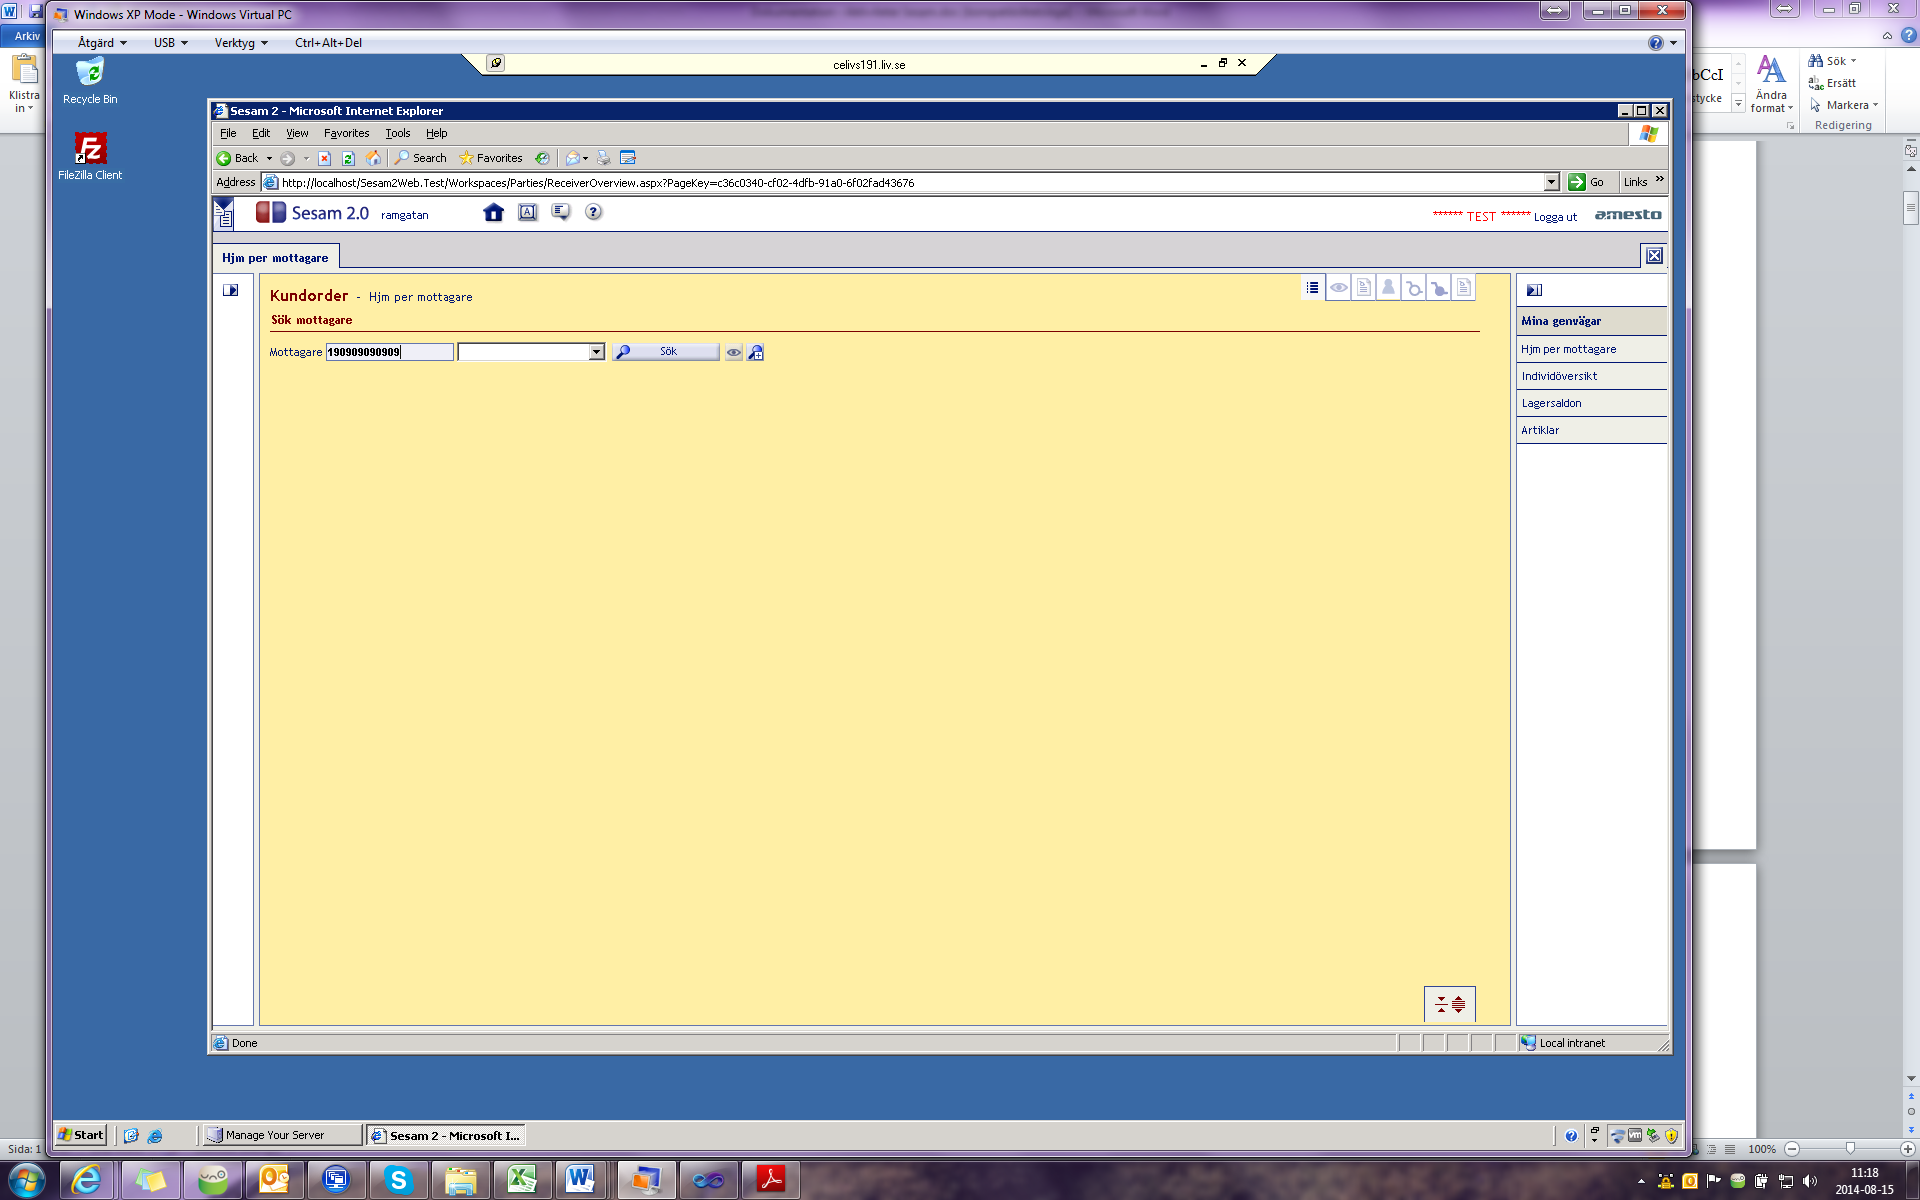 Windows XP Mode - Windows Virtual PC
Arkiv
Åtgärd USB Verktyg Ctrl+Alt+Del
celivs191.liv.se
Klistra
in
Recycle Bin
FileZilla Client
Sök
Ersätt
Markera
Redigering
Ändra
format
bCcI
tycke
Sesam 2 - Microsoft Internet Explorer
File Edit View Favorites Tools Help
Back Search Favorites
Address http://localhost/Sesam2Web.Test/Workspaces/Parties/ReceiverOverview.aspx?PageKey=c36c0340-cf02-4dfb-91a0-6f02fad43676 Go Links »
Sesam 2.0 ramgatan ****** TEST ****** Logga ut amesto
Hjm per mottagare
Kundorder - Hjm per mottagare
Sök mottagare
Mottagare 190909090909 Sök
Mina genvägar
Hjm per mottagare
Individöversikt
Lagersaldon
Artiklar
Done Local intranet
Start Manage Your Server Sesam 2 - Microsoft I...
Sida: 1 100%
11:18
2014-08-15